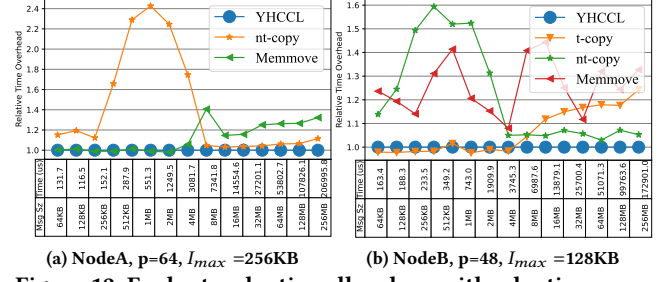 Relative Time Overhead
2.4
2.2
2.0
1.8
1.6
1.4
1.2
1.0
YHCCL
nt-copy
Memmove
Time (us)
131.7
116.5
152.1
287.9
551.3
1249.5
3081.7
7341.8
14554.6
27201.1
53802.7
107826.1
206995.8
Msg Sz
64KB
128KB
256KB
512KB
1MB
2MB
4MB
8MB
16MB
32MB
64MB
128MB
256MB
(a) NodeA, p=64, Imax =256KB
Relative Time Overhead
1.6
1.5
1.4
1.3
1.2
1.1
1.0
YHCCL
t-copy
nt-copy
Memmove
Time (us)
163.4
188.3
233.5
349.2
743.0
1909.9
3745.3
6987.6
13879.1
25700.4
51071.3
99763.6
172901.0
Msg Sz
64KB
128KB
256KB
512KB
1MB
2MB
4MB
8MB
16MB
32MB
64MB
128MB
256MB
(b) NodeB, p=48, Imax =128KB